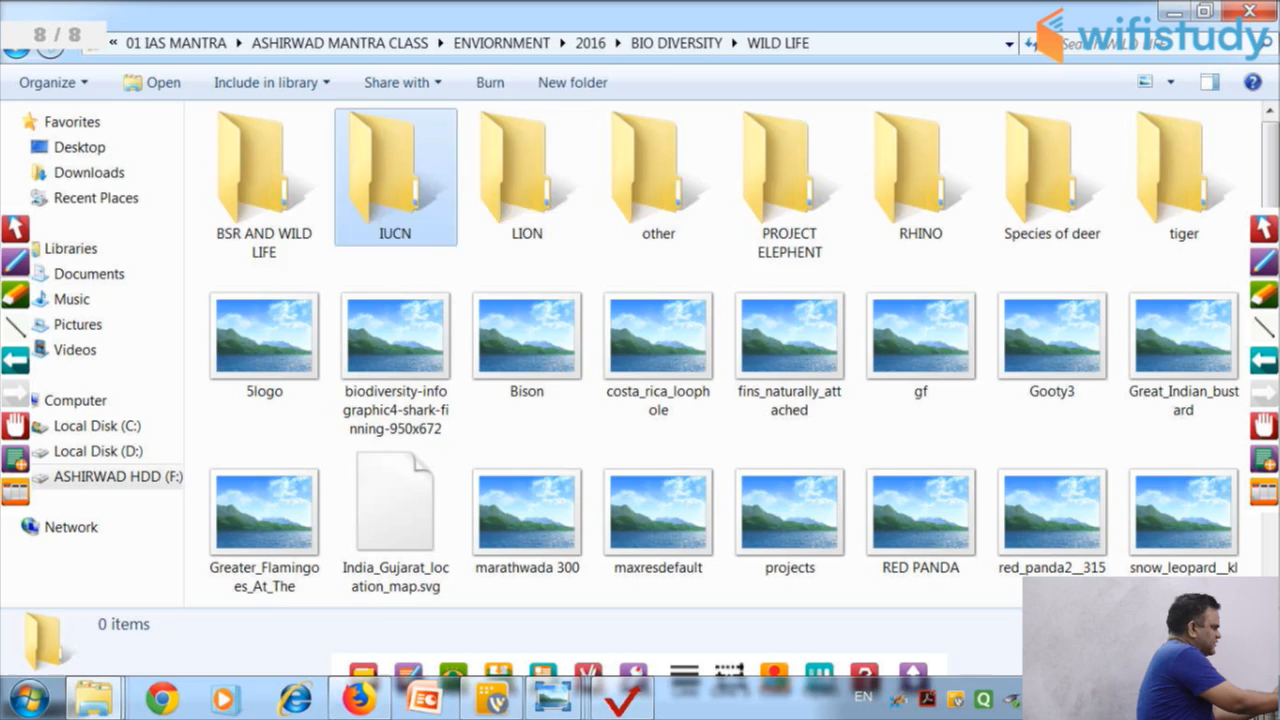 8 / 8
« 01 IAS MANTRA ASHIRWAD MANTRA CLASS ENVIORNMENT 2016 BIO DIVERSITY WILD LIFE
wifistudy
Organize Open Include in library Share with Burn New folder
Favorites
Desktop
Downloads
Recent Places
Libraries
Documents
Music
Pictures
Videos
Computer
Local Disk (C:)
Local Disk (D:)
ASHIRWAD HDD (F:)
Network
BSR AND WILD
LIFE
IUCN
LION
other
PROJECT
ELEPHENT
RHINO
Species of deer
tiger
5logo
biodiversity-info
graphic4-shark-fi
nning-950x672
Bison
costa_rica_looph
ole
fins_naturally_att
ached
gf
Gooty3
Great_Indian_bust
ard
Greater_Flamingo
es_At_The
India_Gujarat_loc
ation_map.svg
marathwada 300
maxresdefault
projects
RED PANDA
red_panda2__315
snow_leopard__kl
0 items
EN